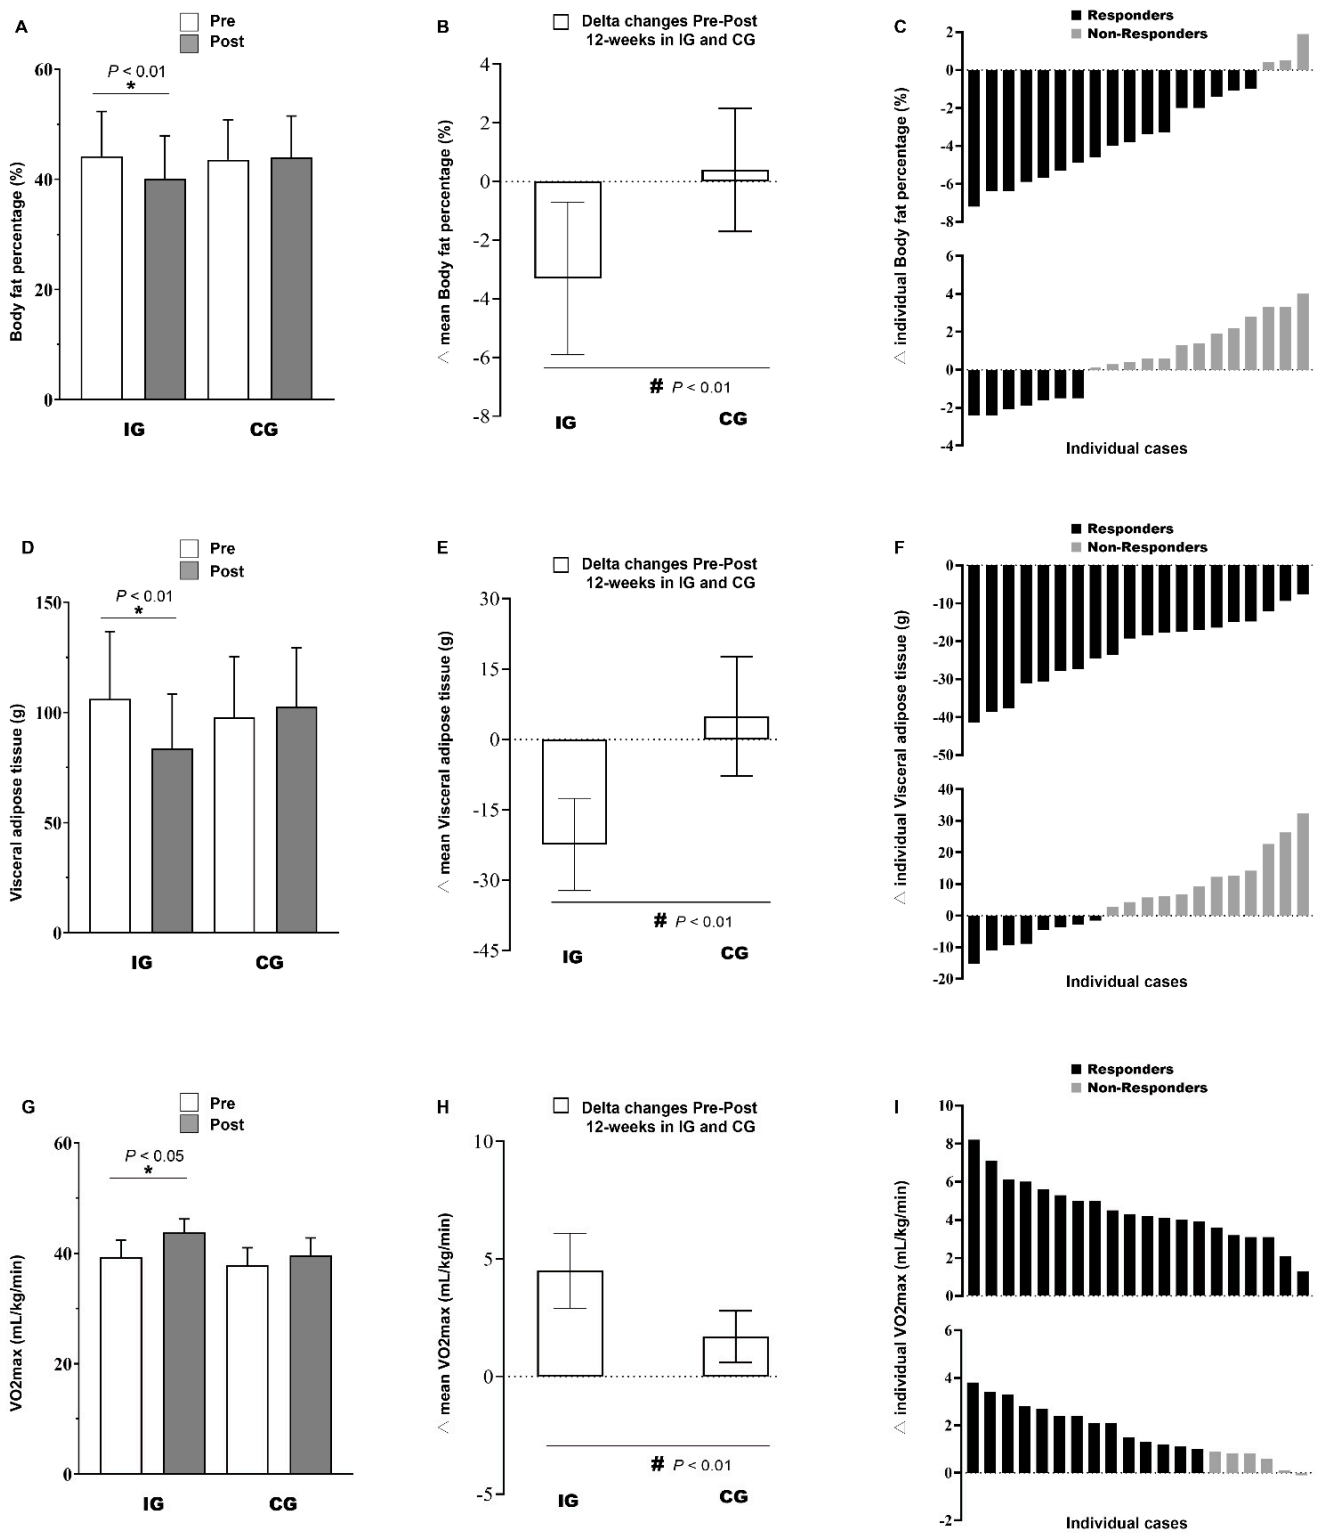 A
Pre
Post
P < 0.01
*
60
40
20
0
Body fat percentage (%)
IG CG
B
Delta changes Pre-Post
12-weeks in IG and CG
4
2
0
-2
-4
-6
-8
△ mean Body fat percentage (%)
# P < 0.01
IG CG
C
Responders
Non-Responders
2
0
-2
-4
-6
-8
6
4
2
0
-2
-4
△ individual Body fat percentage (%)
Individual cases
D
Pre
Post
P < 0.01
*
150
100
50
0
Visceral adipose tissue (g)
IG CG
E
Delta changes Pre-Post
12-weeks in IG and CG
30
15
0
-15
-30
-45
△ mean Visceral adipose tissue (g)
# P < 0.01
IG CG
F
Responders
Non-Responders
0
-10
-20
-30
-40
-50
40
30
20
10
0
-10
-20
△ individual Visceral adipose tissue (g)
Individual cases
G
Pre
Post
P < 0.05
*
60
40
20
0
VO2max (mL/kg/min)
IG CG
H
Delta changes Pre-Post
12-weeks in IG and CG
10
5
0
-5
△ mean VO2max (mL/kg/min)
# P < 0.01
IG CG
I
Responders
Non-Responders
10
8
6
4
2
0
6
4
2
0
-2
△ individual VO2max (mL/kg/min)
Individual cases